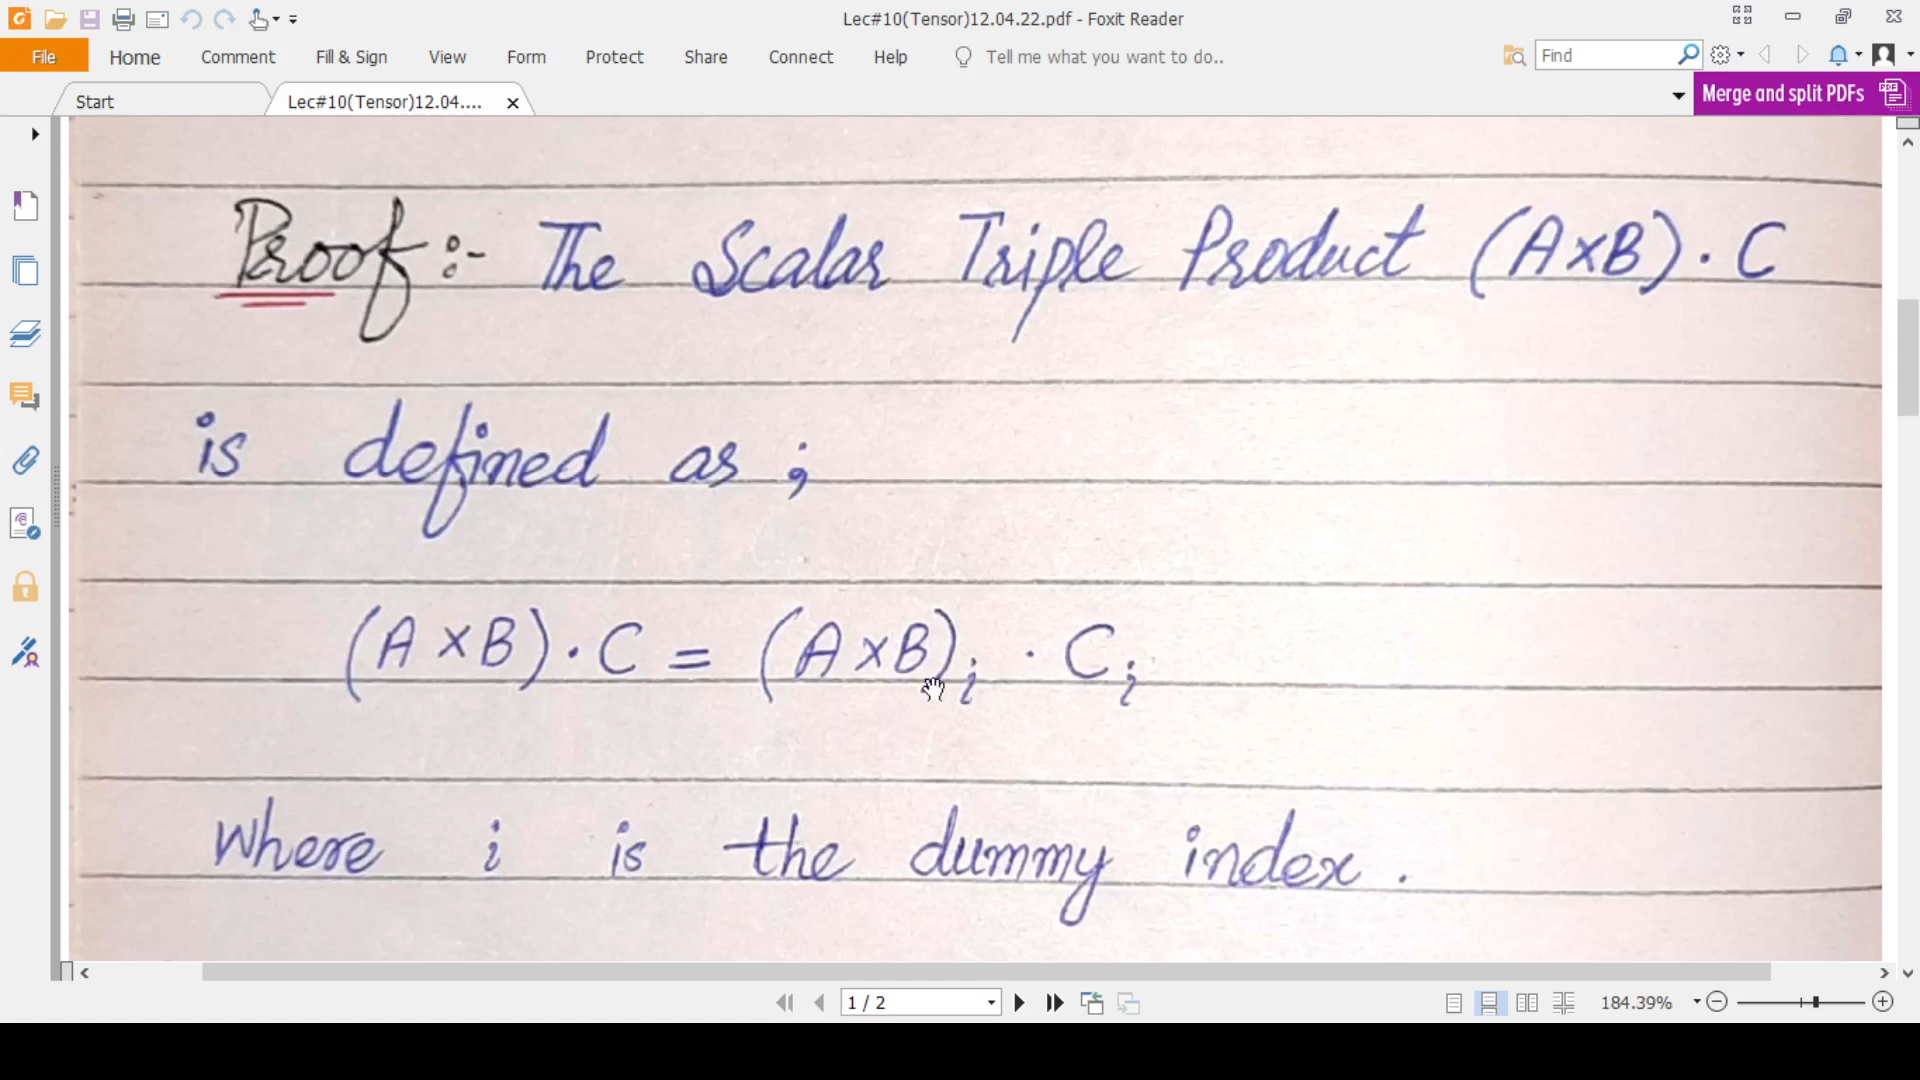 Lec#10(Tensor)12.04.22.pdf - Foxit Reader
File Home Comment Fill & Sign View Form Protect Share Connect Help Tell me what you want to do.. Find
Start Lec#10(Tensor)12.04.... Merge and split PDFs
Proof :- The Scalar Triple Product (A×B) . C
is defined as ;
(A×B) . C = (A×B)i . Ci
Where i is the dummy index .
1 / 2 184.39%